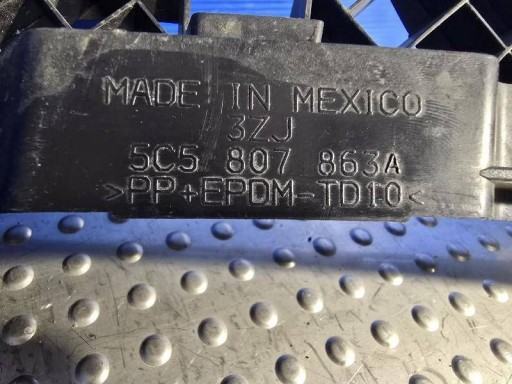 MADE IN MEXICO
3ZJ
5C5 807 863A
>PP+EPDM-TD10<